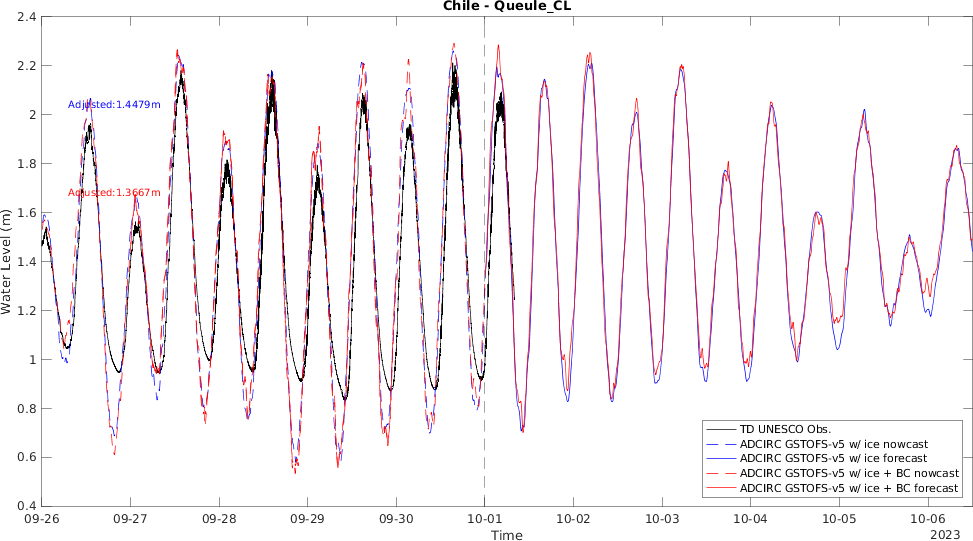 Chile - Queule_CL
2.4
2.2
2
1.8
1.6
1.4
1.2
1
0.8
0.6
0.4
Water Level (m)
Adjusted:1.4479m
Adjusted:1.3667m
TD UNESCO Obs.
ADCIRC GSTOFS-v5 w/ ice nowcast
ADCIRC GSTOFS-v5 w/ ice forecast
ADCIRC GSTOFS-v5 w/ ice + BC nowcast
ADCIRC GSTOFS-v5 w/ ice + BC forecast
09-26 09-27 09-28 09-29 09-30 10-01 10-02 10-03 10-04 10-05 10-06
Time
2023